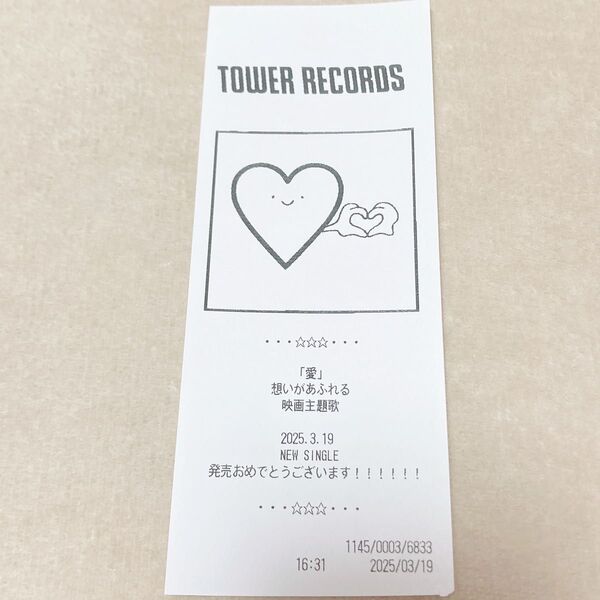 TOWER RECORDS
・・・☆☆☆・・・
「愛」
想いがあふれる
映画主題歌
2025.3.19
NEW SINGLE
発売おめでとうございます！！！！！！
・・・☆☆☆・・・
1145/0003/6833
16:31 2025/03/19